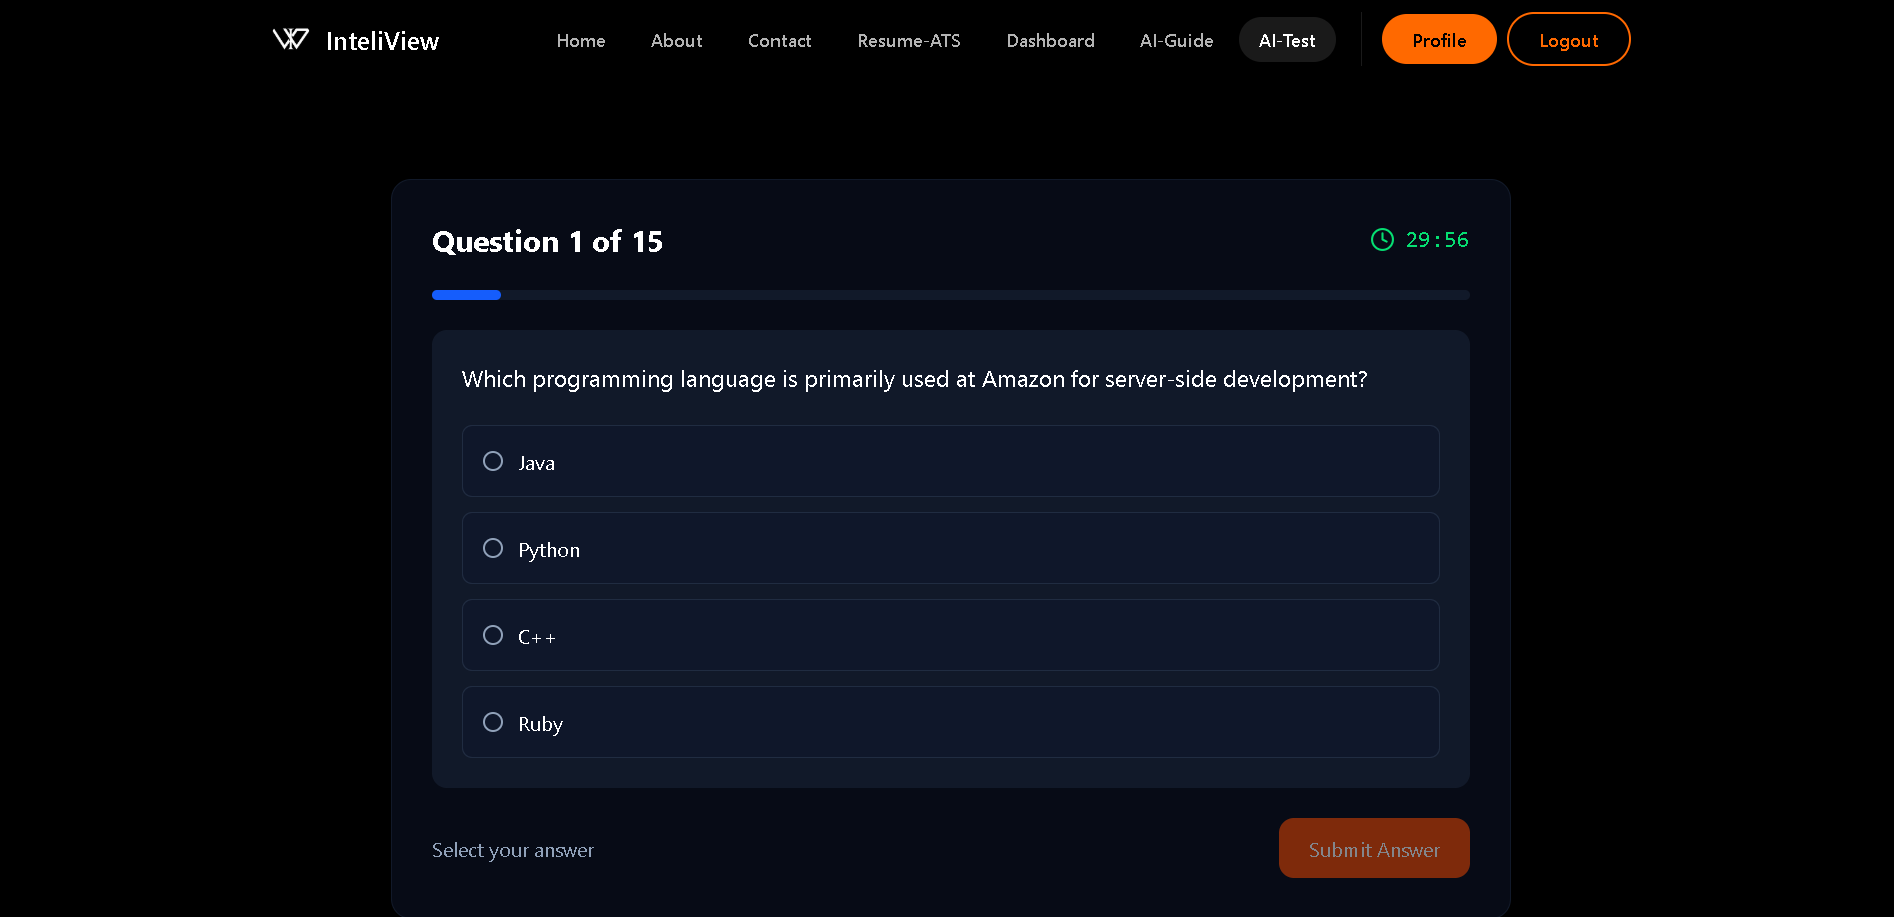 InteliView
Home About Contact Resume-ATS Dashboard AI-Guide AI-Test Profile Logout
Question 1 of 15
29:56
Which programming language is primarily used at Amazon for server-side development?
Java
Python
C++
Ruby
Select your answer
Submit Answer